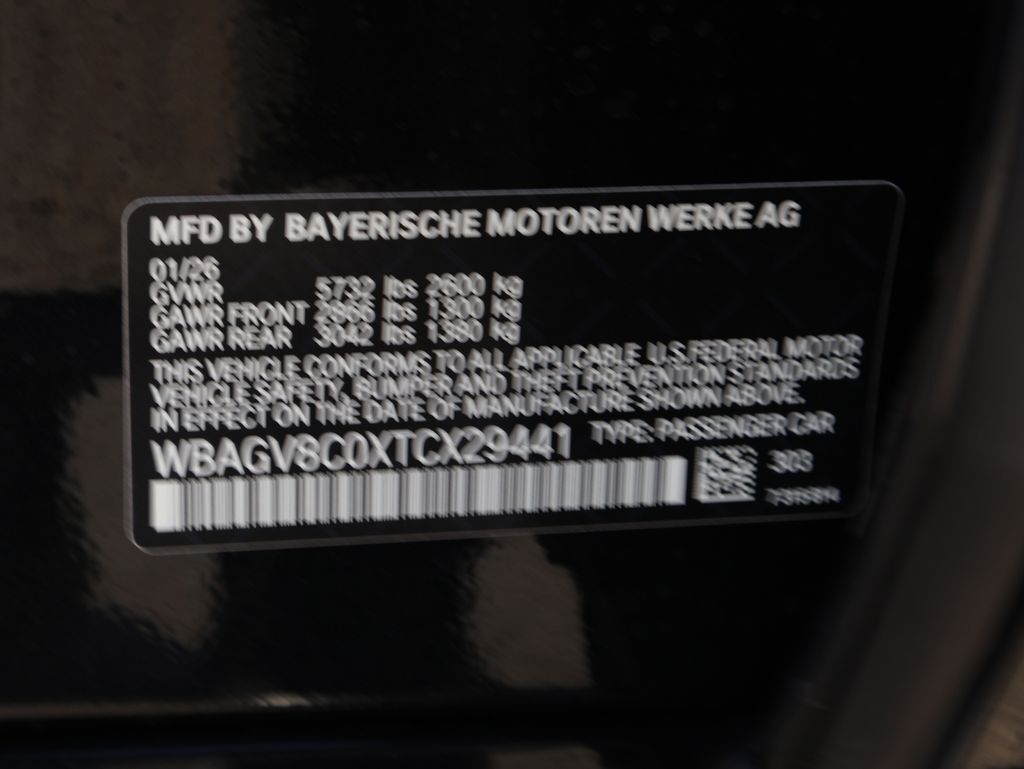 MFD BY BAYERISCHE MOTOREN WERKE AG
01/26
GVWR 5732 lbs 2600 kg
GAWR FRONT 2866 lbs 1300 kg
GAWR REAR 3042 lbs 1380 kg
THIS VEHICLE CONFORMS TO ALL APPLICABLE U.S.FEDERAL MOTOR
VEHICLE SAFETY, BUMPER AND THEFT PREVENTION STANDARDS
IN EFFECT ON THE DATE OF MANUFACTURE SHOWN ABOVE.
WBAGV8C0XTCX29441 TYPE: PASSENGER CAR
303